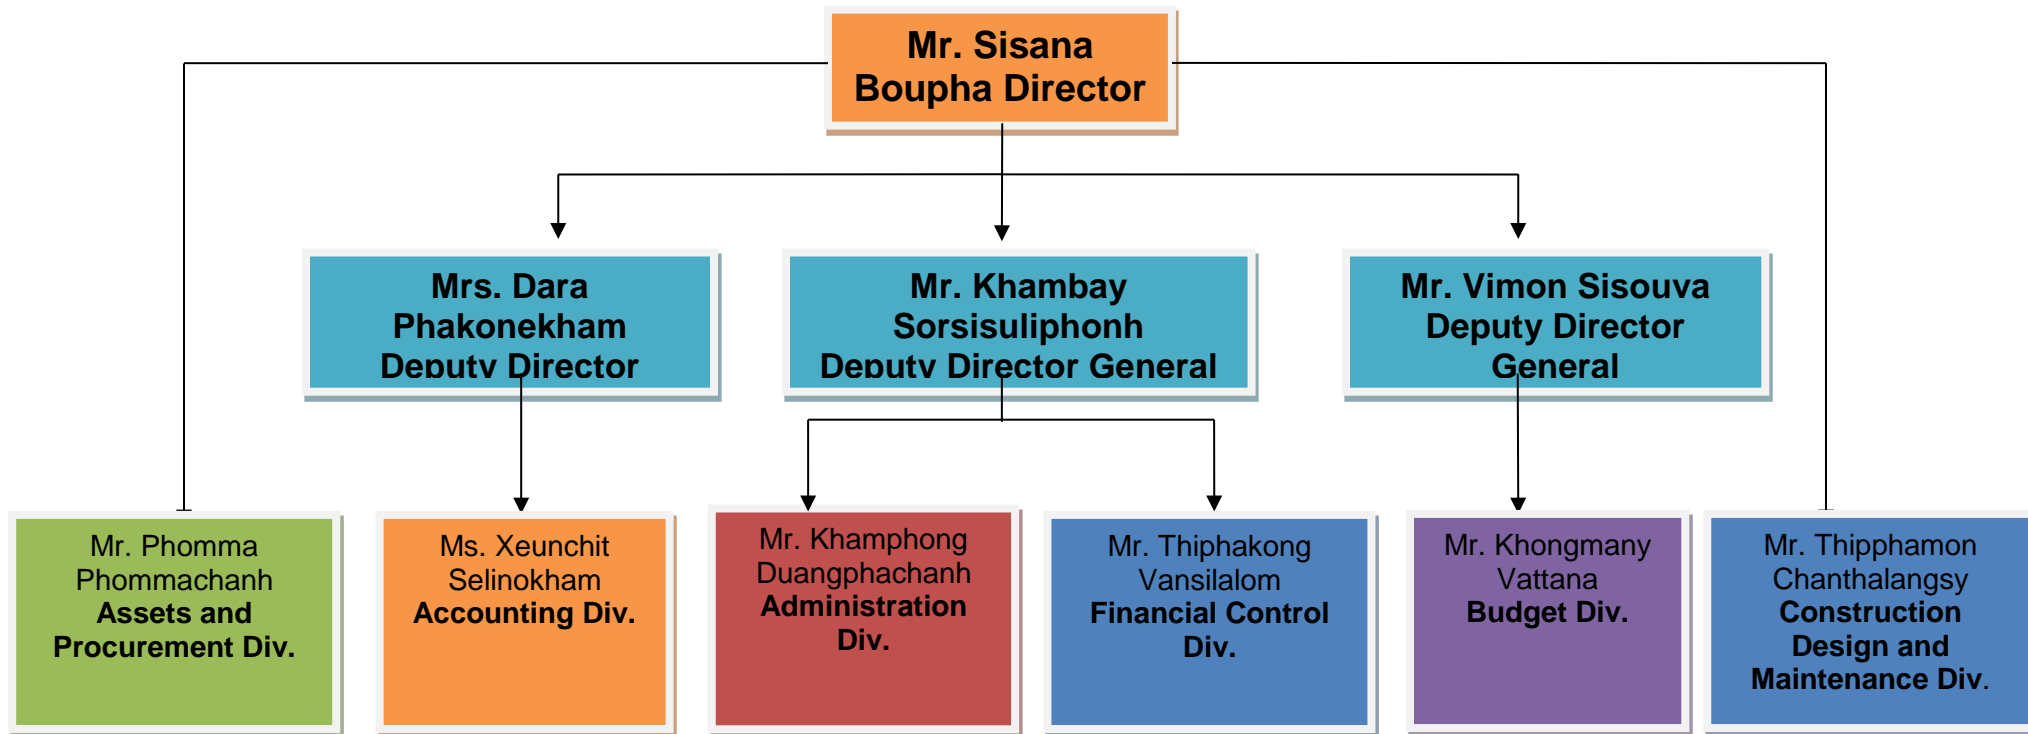 Mr. Sisana
Boupha Director
Mrs. Dara
Phakonekham
Deputy Director
Mr. Khambay
Sorsisuliphonh
Deputy Director General
Mr. Vimon Sisouva
Deputy Director
General
Mr. Phomma
Phommachanh
Assets and
Procurement Div.
Ms. Xeunchit
Selinokham
Accounting Div.
Mr. Khamphong
Duangphachanh
Administration
Div.
Mr. Thiphakong
Vansilalom
Financial Control
Div.
Mr. Khongmany
Vattana
Budget Div.
Mr. Thipphamon
Chanthalangsy
Construction
Design and
Maintenance Div.